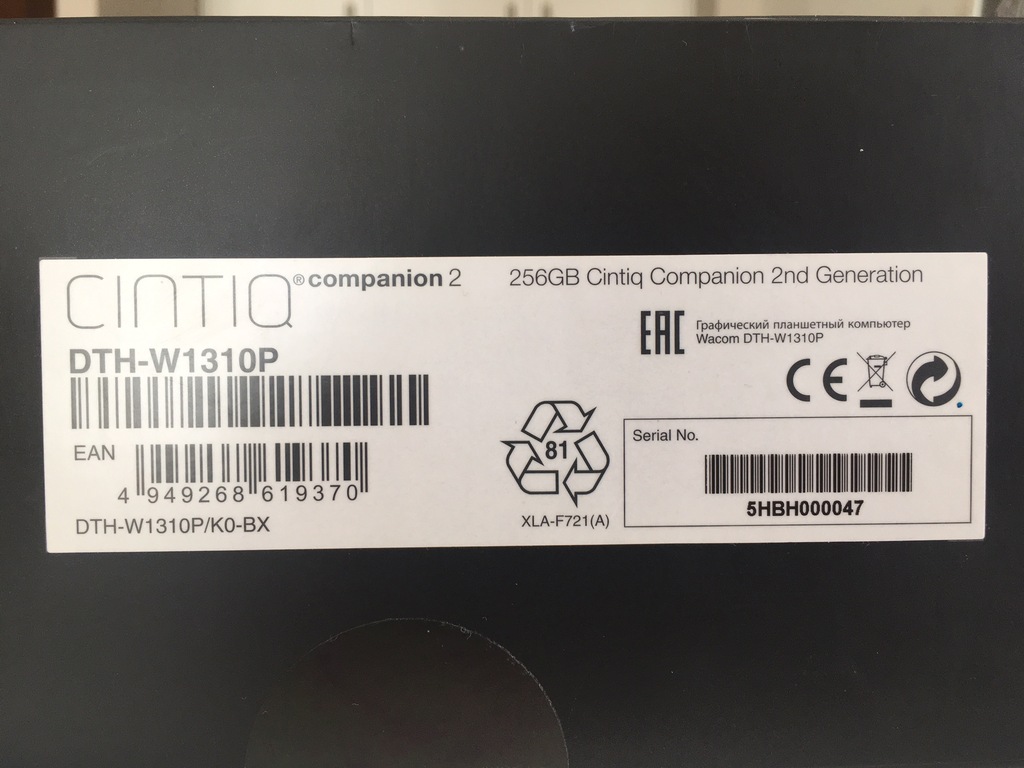 CINTIQ® companion 2
256GB Cintiq Companion 2nd Generation
DTH-W1310P
EAC
Графический планшетный компьютер
Wacom DTH-W1310P
CE
EAN
4 949268 619370
DTH-W1310P/K0-BX
81
XLA-F721(A)
Serial No.
5HBH000047